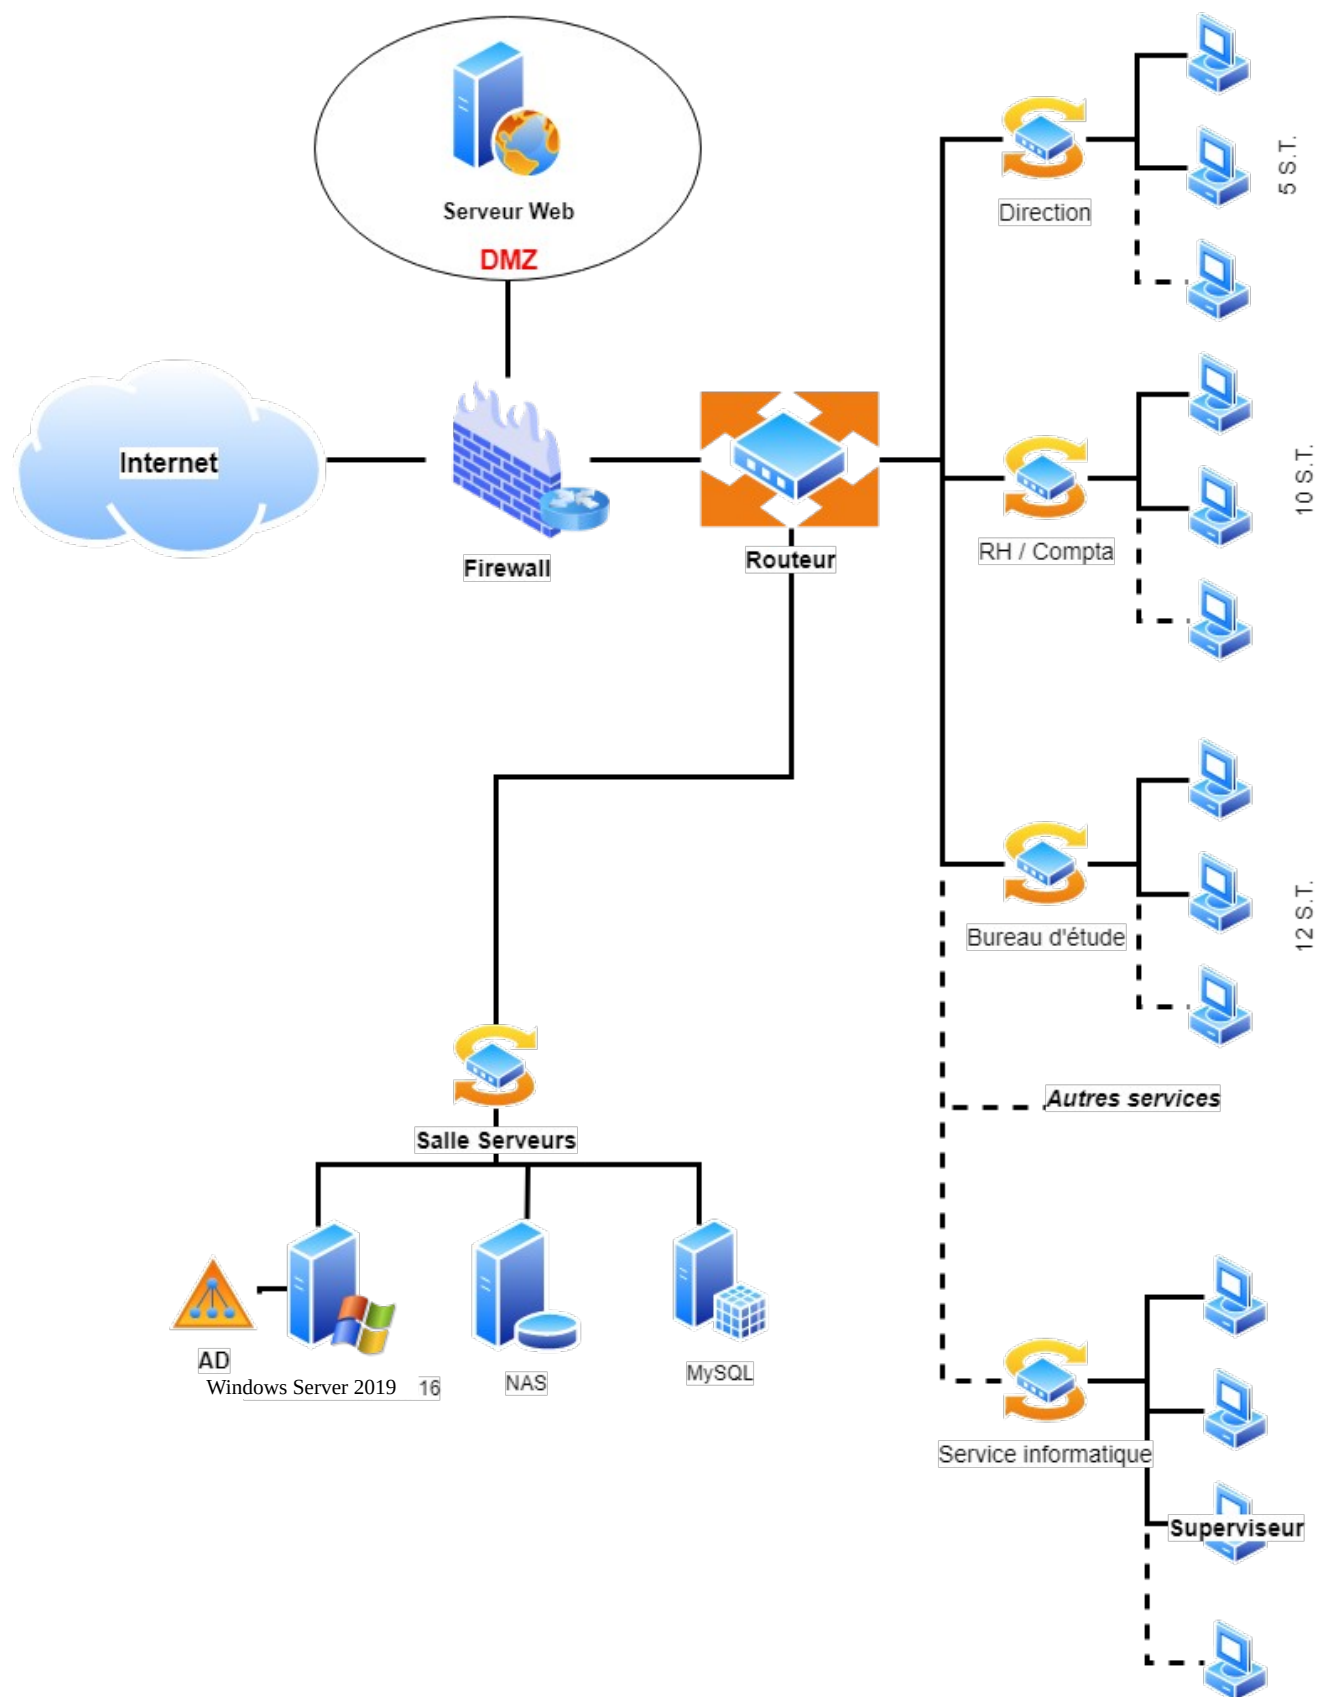 Serveur Web
DMZ
Internet
Firewall
Routeur
Direction
5 S.T.
RH / Compta
10 S.T.
Bureau d'étude
12 S.T.
Autres services
Salle Serveurs
AD
Windows Server 2019 16
NAS
MySQL
Service informatique
Superviseur